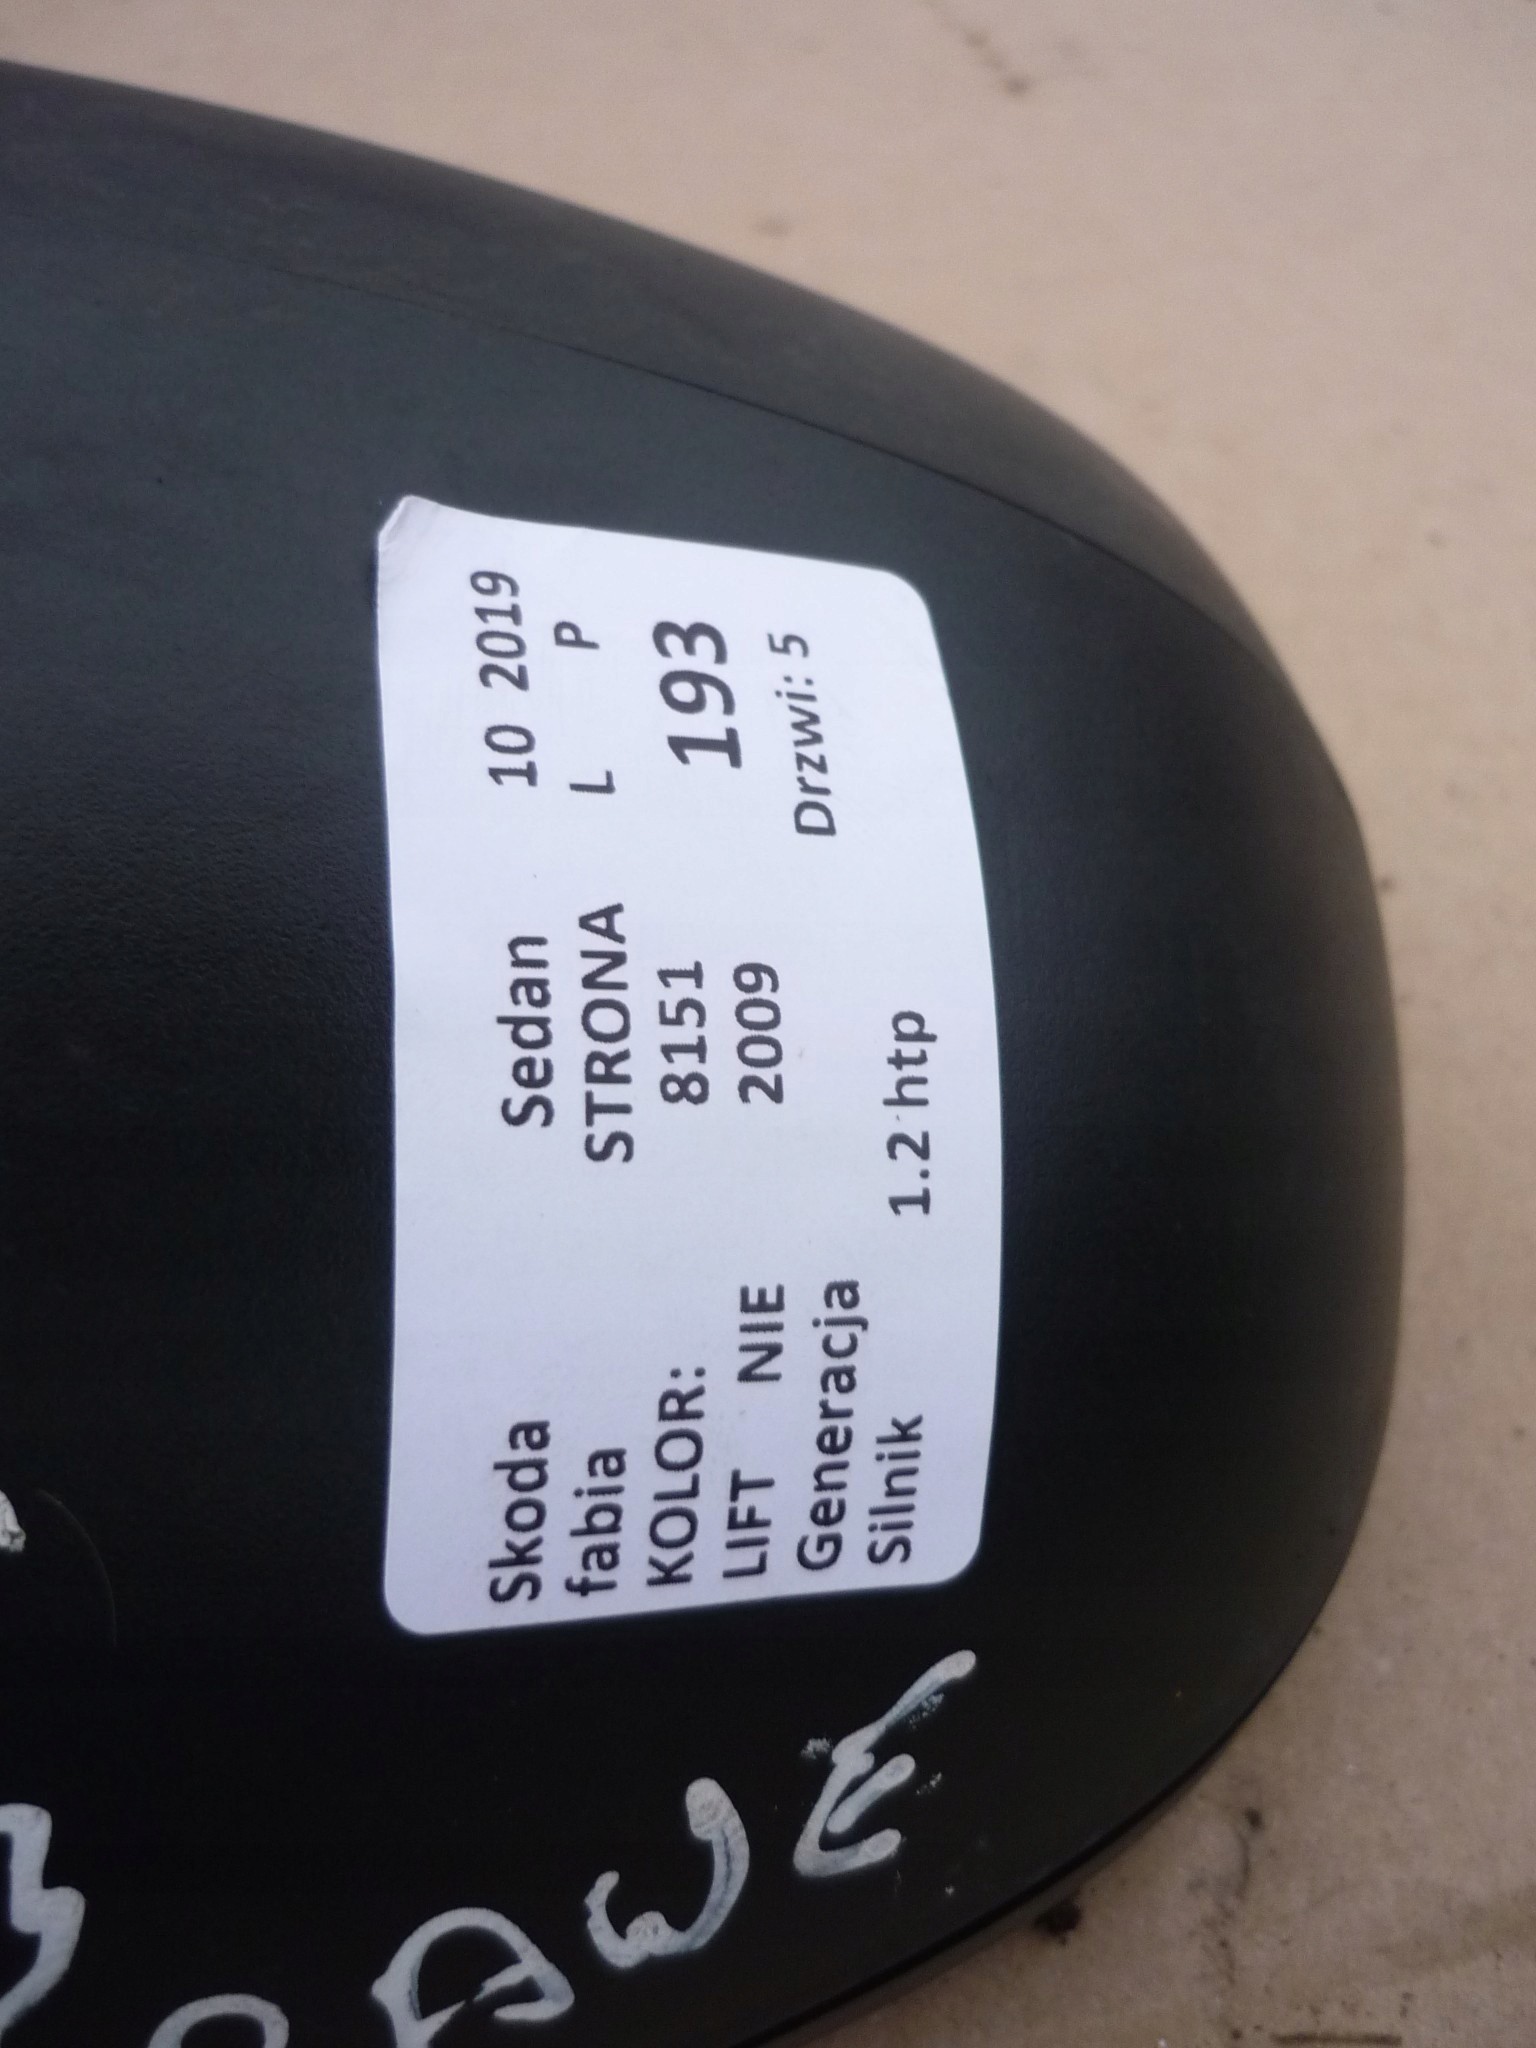 Skoda Sedan 10 2019
fabia STRONA L P
KOLOR: 8151 193
LIFT NIE 2009
Generacja Drzwi: 5
Silnik 1.2 htp